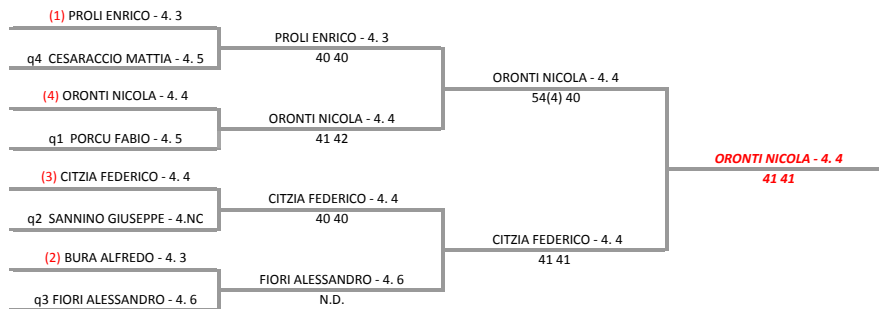 (1) PROLI ENRICO - 4. 3
PROLI ENRICO - 4. 3
q4 CESARACCIO MATTIA - 4. 5
40 40
ORONTI NICOLA - 4. 4
(4) ORONTI NICOLA - 4. 4
54(4) 40
ORONTI NICOLA - 4. 4
q1 PORCU FABIO - 4. 5
41 42
ORONTI NICOLA - 4. 4
(3) CITZIA FEDERICO - 4. 4
41 41
CITZIA FEDERICO - 4. 4
q2 SANNINO GIUSEPPE - 4.NC
40 40
CITZIA FEDERICO - 4. 4
(2) BURA ALFREDO - 4. 3
41 41
FIORI ALESSANDRO - 4. 6
q3 FIORI ALESSANDRO - 4. 6
N.D.